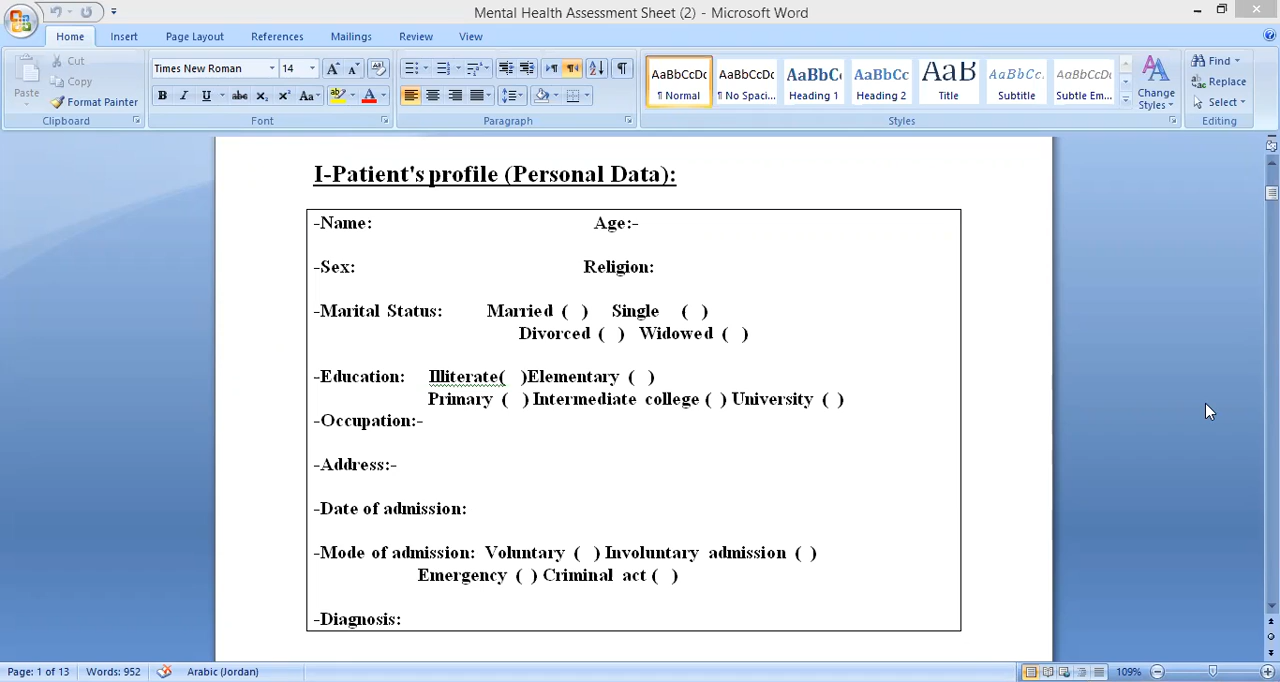 Mental Health Assessment Sheet (2) - Microsoft Word
Home Insert Page Layout References Mailings Review View
Paste
Cut
Copy
Format Painter
Clipboard
Times New Roman 14
B I U abc X₂ X² Aa A
Font
Paragraph
AaBbCcDc ¶ Normal
AaBbCcDc ¶ No Spaci...
AaBbC Heading 1
AaBbCc Heading 2
AaB Title
AaBbCc. Subtitle
AaBbCcDc Subtle Em...
Change Styles
Styles
Find
Replace
Select
Editing
I-Patient's profile (Personal Data):
-Name: Age:-
-Sex: Religion:
-Marital Status: Married ( ) Single ( )
Divorced ( ) Widowed ( )
-Education: Illiterate( )Elementary ( )
Primary ( ) Intermediate college ( ) University ( )
-Occupation:-
-Address:-
-Date of admission:
-Mode of admission: Voluntary ( ) Involuntary admission ( )
Emergency ( ) Criminal act ( )
-Diagnosis:
Page: 1 of 13 Words: 952 Arabic (Jordan) 109%